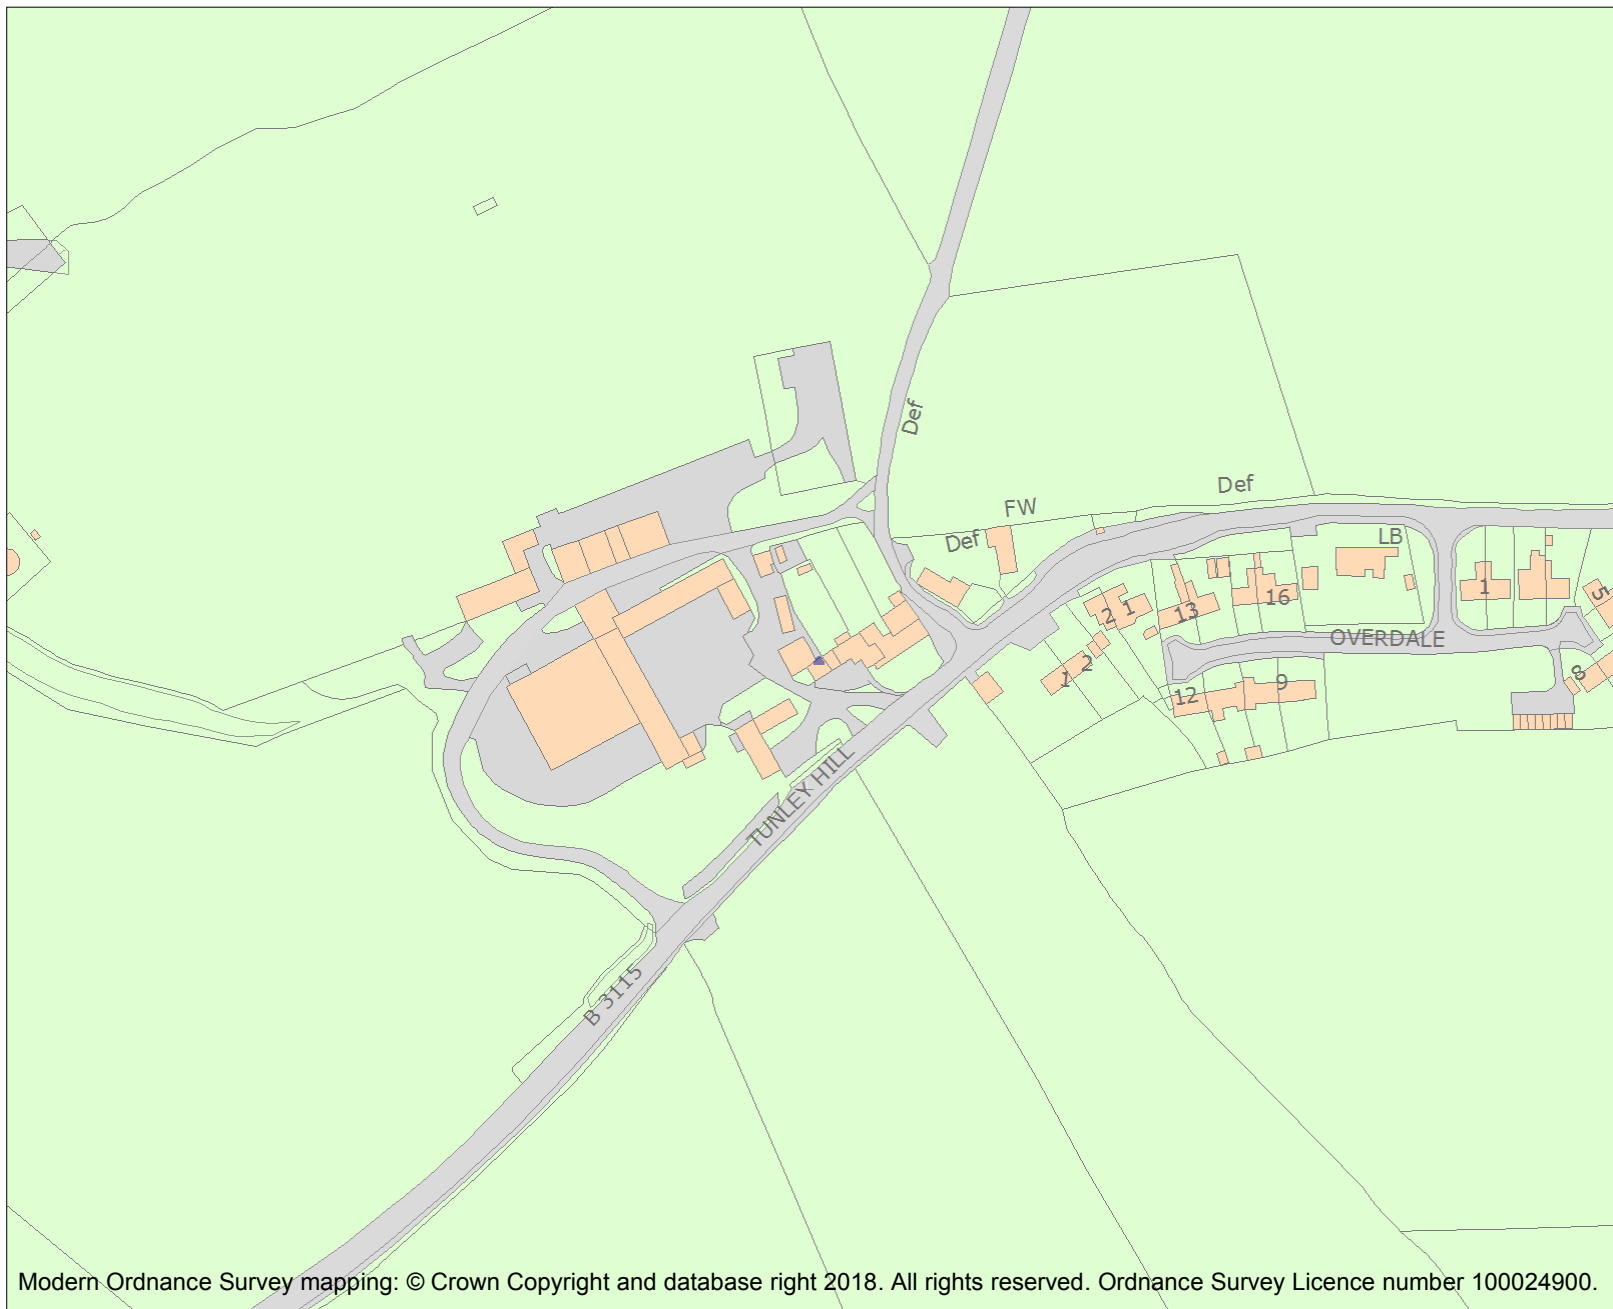 Def
Def
FW
Def
LB
1
5
2
1
13
16
OVERDALE
1
2
12
9
8
TUNLEY HILL
B 3115
Modern Ordnance Survey mapping: © Crown Copyright and database right 2018. All rights reserved. Ordnance Survey Licence number 100024900.